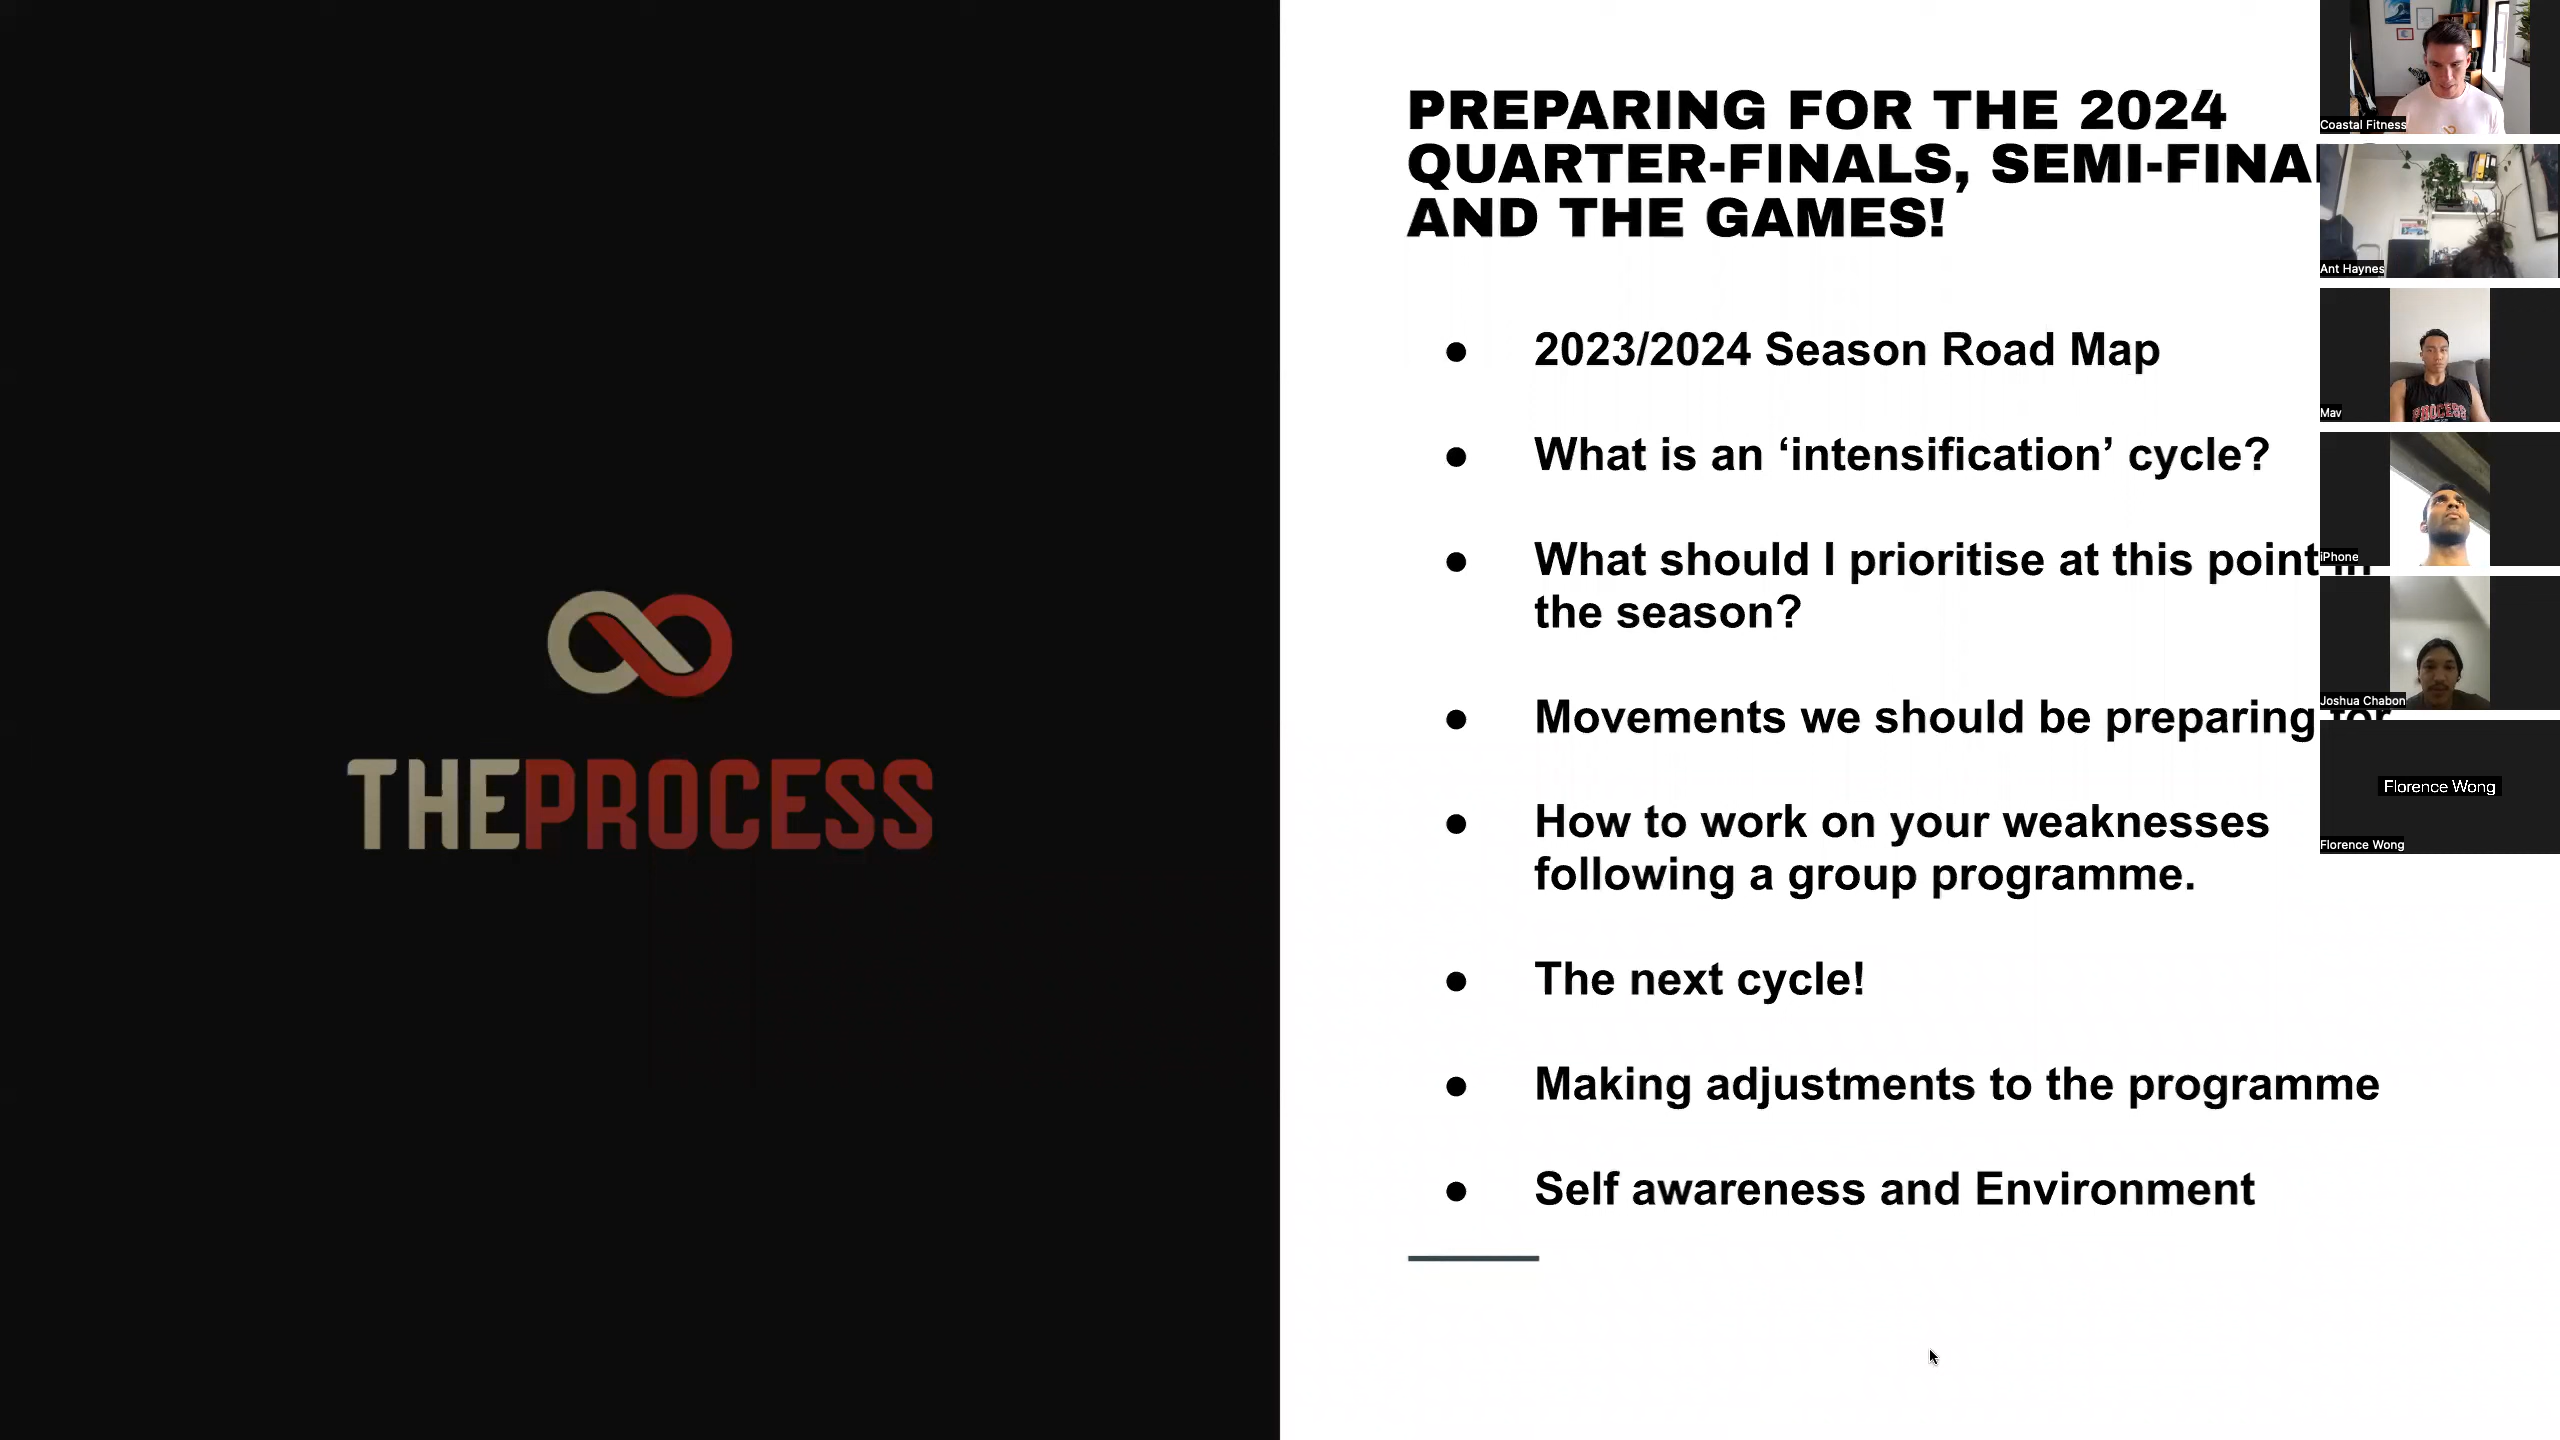 THEPROCESS
PREPARING FOR THE 2024
QUARTER-FINALS, SEMI-FINA
AND THE GAMES!
● 2023/2024 Season Road Map
● What is an ‘intensification’ cycle?
● What should I prioritise at this point in
the season?
● Movements we should be preparing for
● How to work on your weaknesses
following a group programme.
● The next cycle!
● Making adjustments to the programme
● Self awareness and Environment
Coastal Fitness
Ant Haynes
Mav
PROCESS
iPhone
Joshua Chabon
Florence Wong
Florence Wong